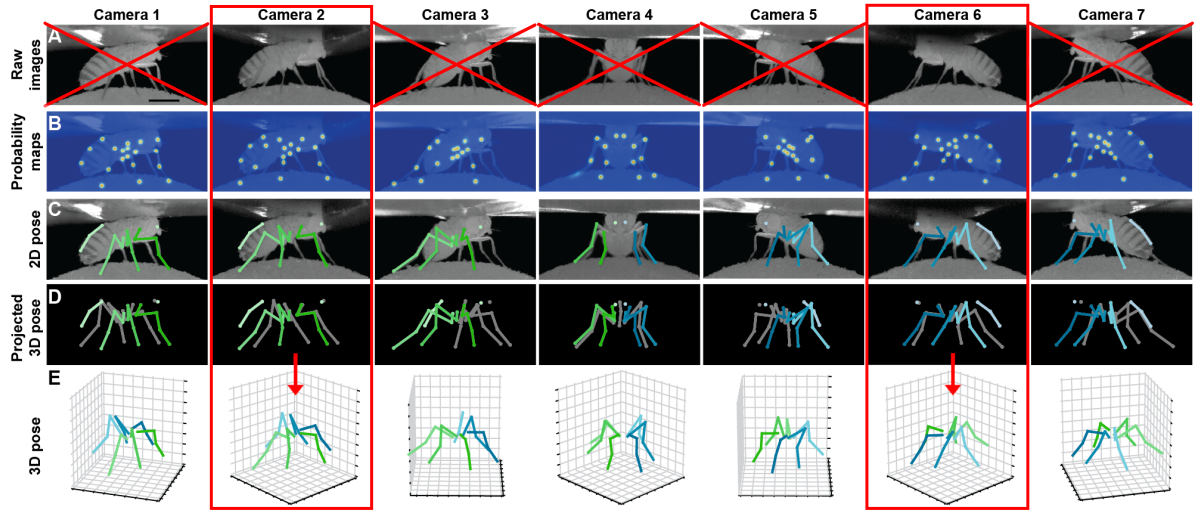 Camera 1 Camera 2 Camera 3 Camera 4 Camera 5 Camera 6 Camera 7
A
Raw
images
B
Probability
maps
C
2D pose
D
Projected
3D pose
E
3D pose